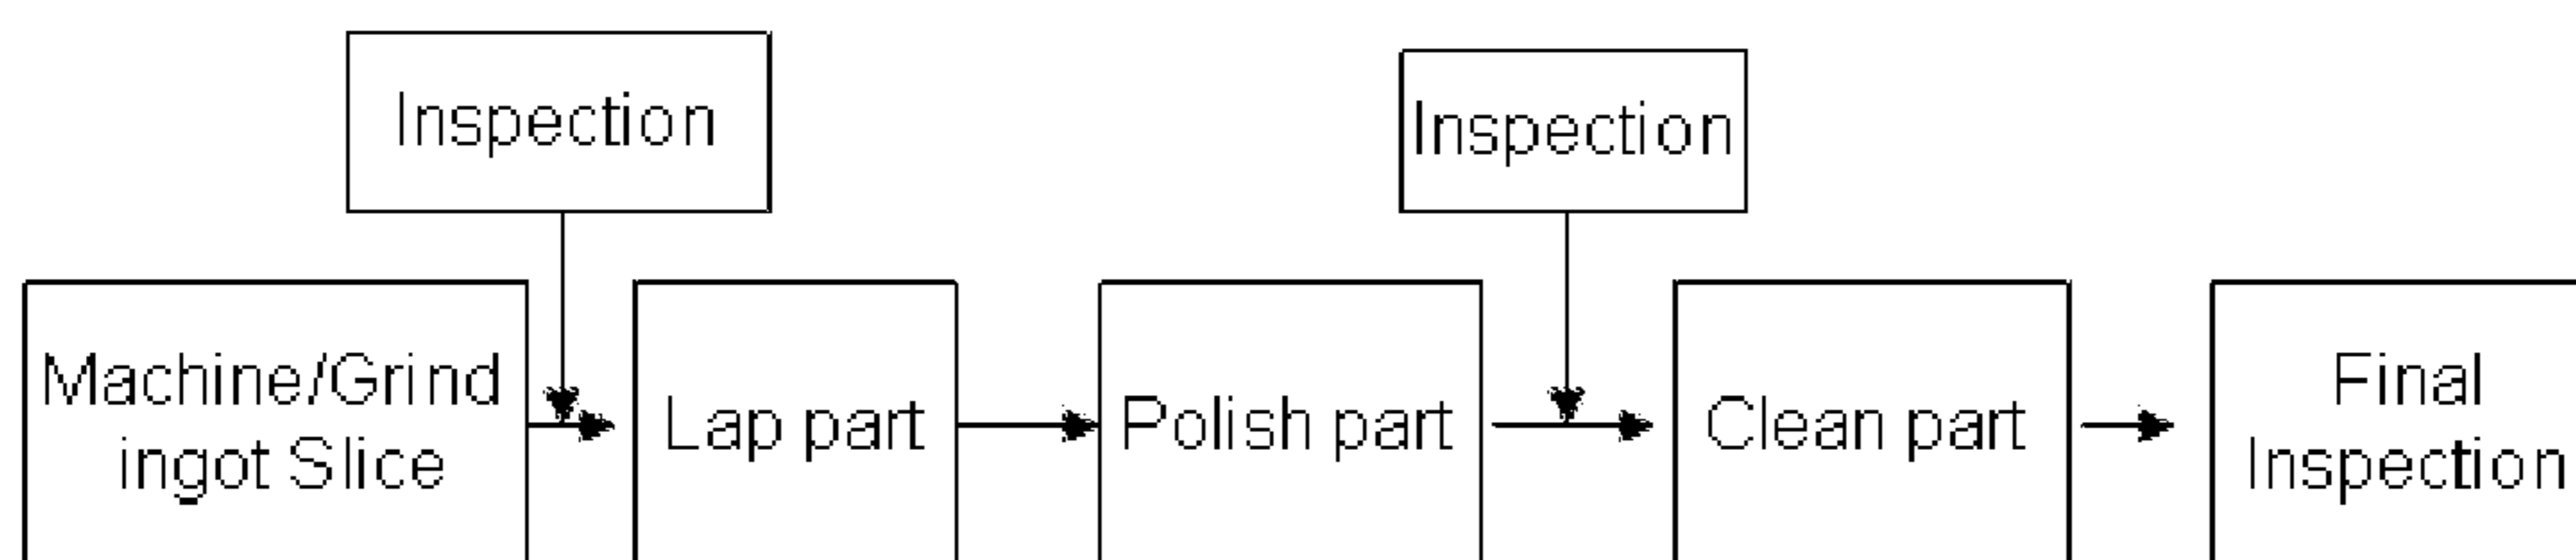 Inspection
Inspection
Machine/Grind
ingot Slice
Lap part
Polish part
Clean part
Final
Inspection